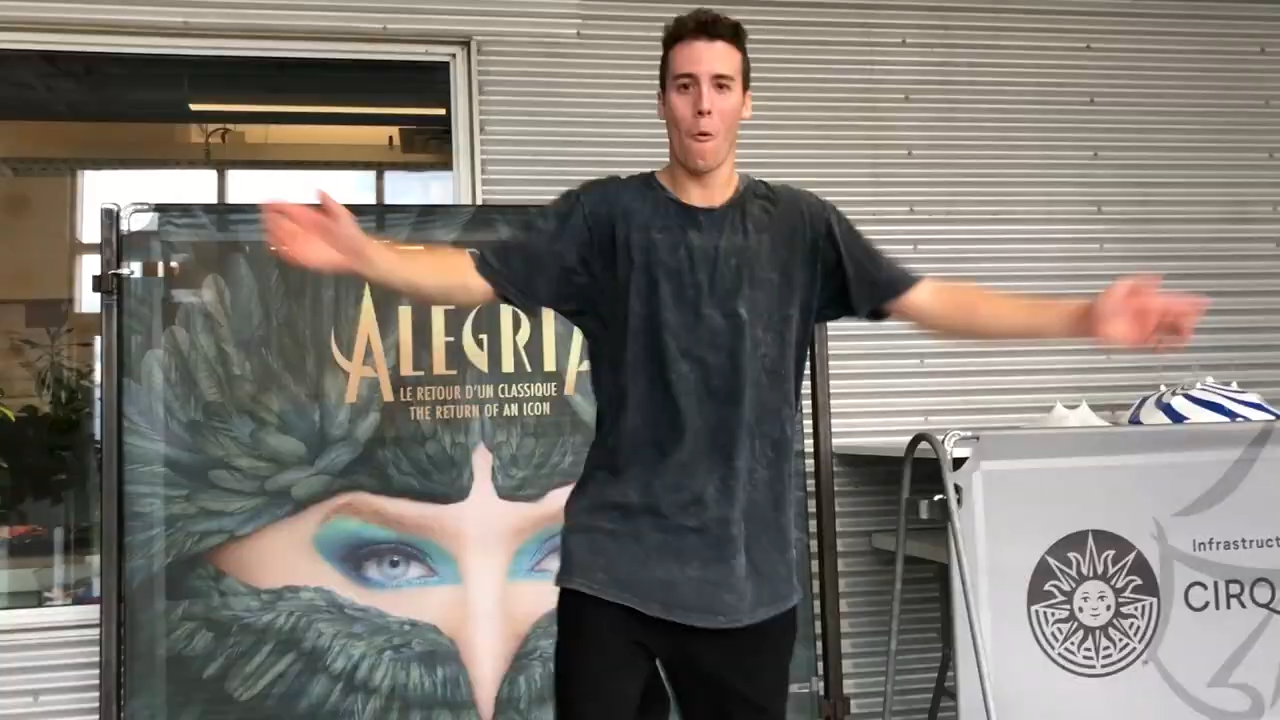 ALEGRIA
LE RETOUR D'UN CLASSIQUE
THE RETURN OF AN ICON
Infrastruct
CIRQ